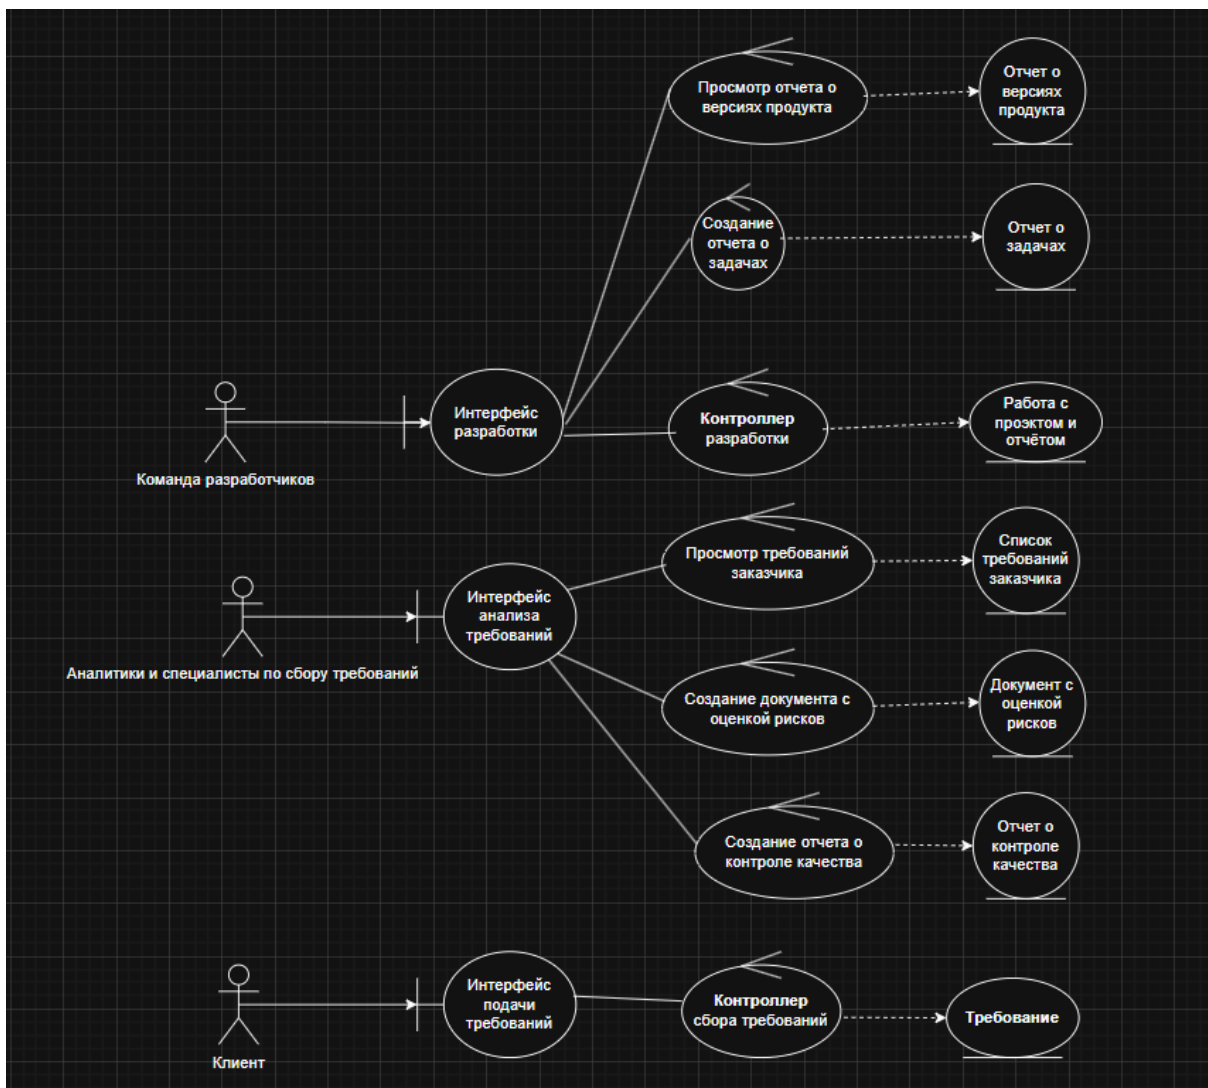 Просмотр отчета о
версиях продукта
Отчет о
версиях
продукта
Создание
отчета о
задачах
Отчет о
задачах
Команда разработчиков
Интерфейс
разработки
Контроллер
разработки
Работа с
проэктом и
отчётом
Аналитики и специалисты по сбору требований
Интерфейс
анализа
требований
Просмотр требований
заказчика
Список
требований
заказчика
Создание документа с
оценкой рисков
Документ с
оценкой
рисков
Создание отчета о
контроле качества
Отчет о
контроле
качества
Клиент
Интерфейс
подачи
требований
Контроллер
сбора требований
Требование